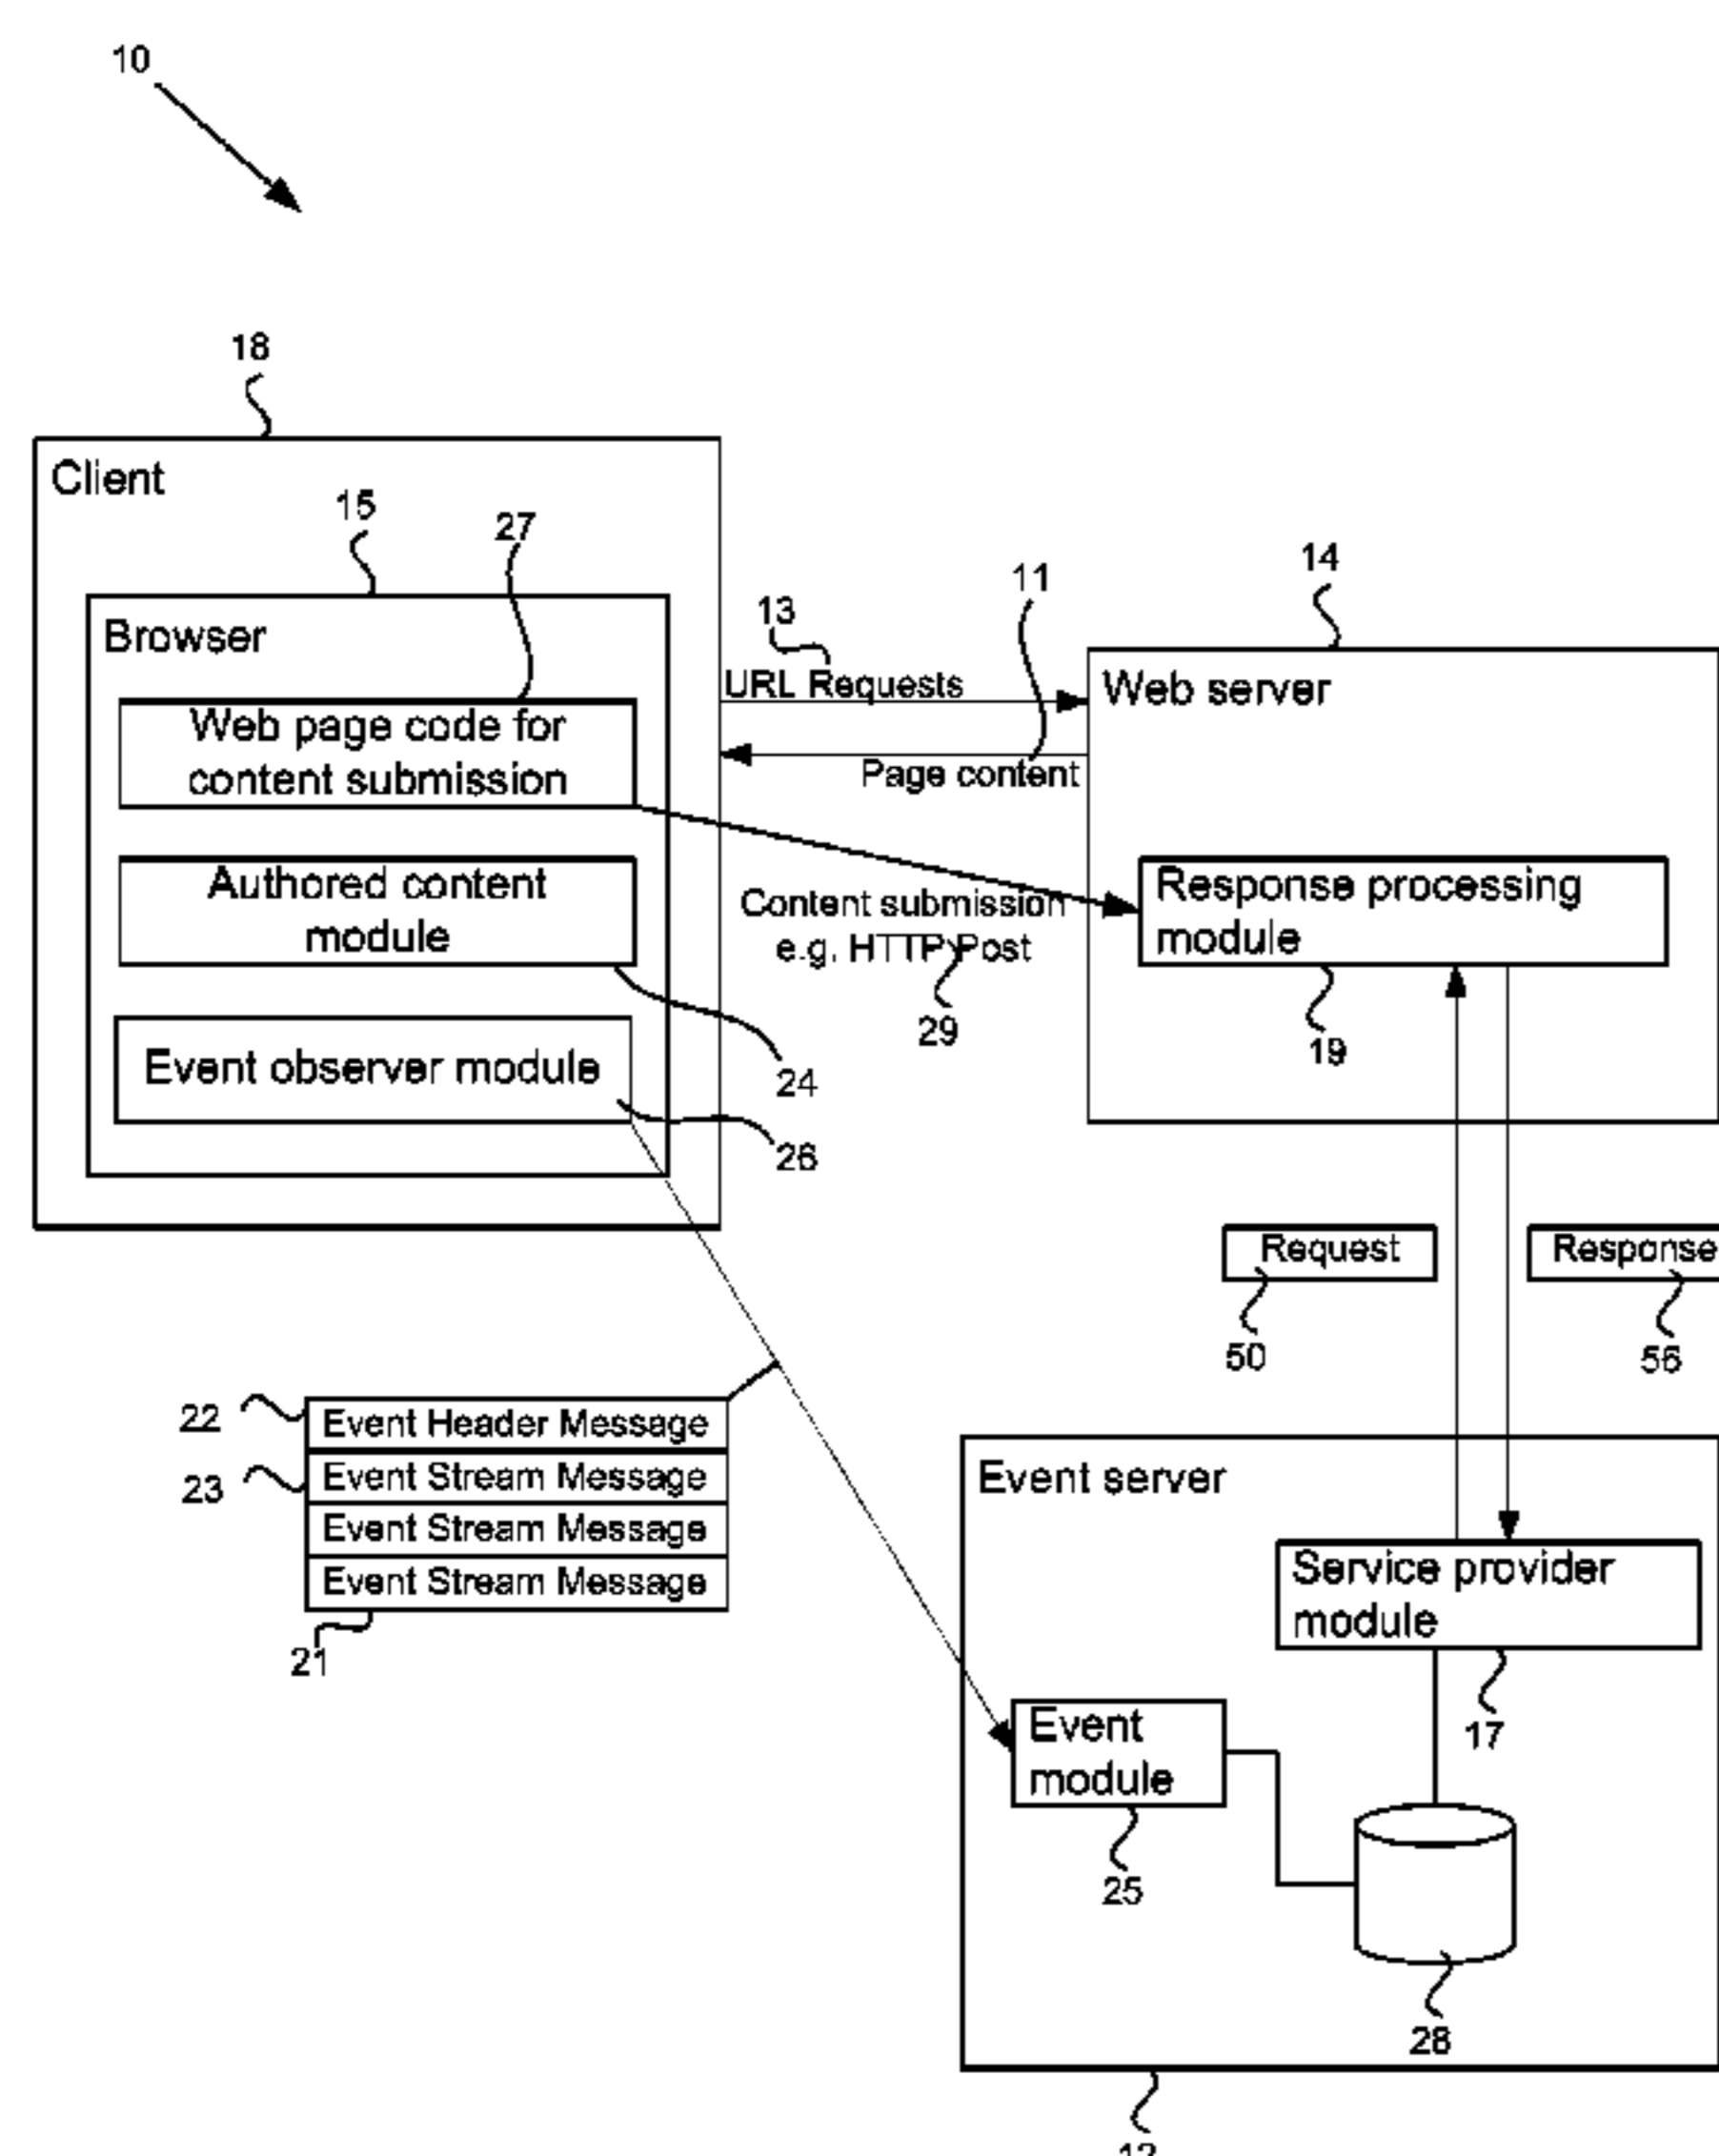 10
18
Client
15
27
Browser
Web page code for
content submission
Authored content
module
Event observer module
24
26
13
URL Requests
11
Page content
Content submission
e.g. HTTP Post
29
14
Web server
Response processing
module
19
Request
50
Response
56
22
Event Header Message
23
Event Stream Message
Event Stream Message
Event Stream Message
21
Event server
Service provider
module
17
Event
module
25
28
12